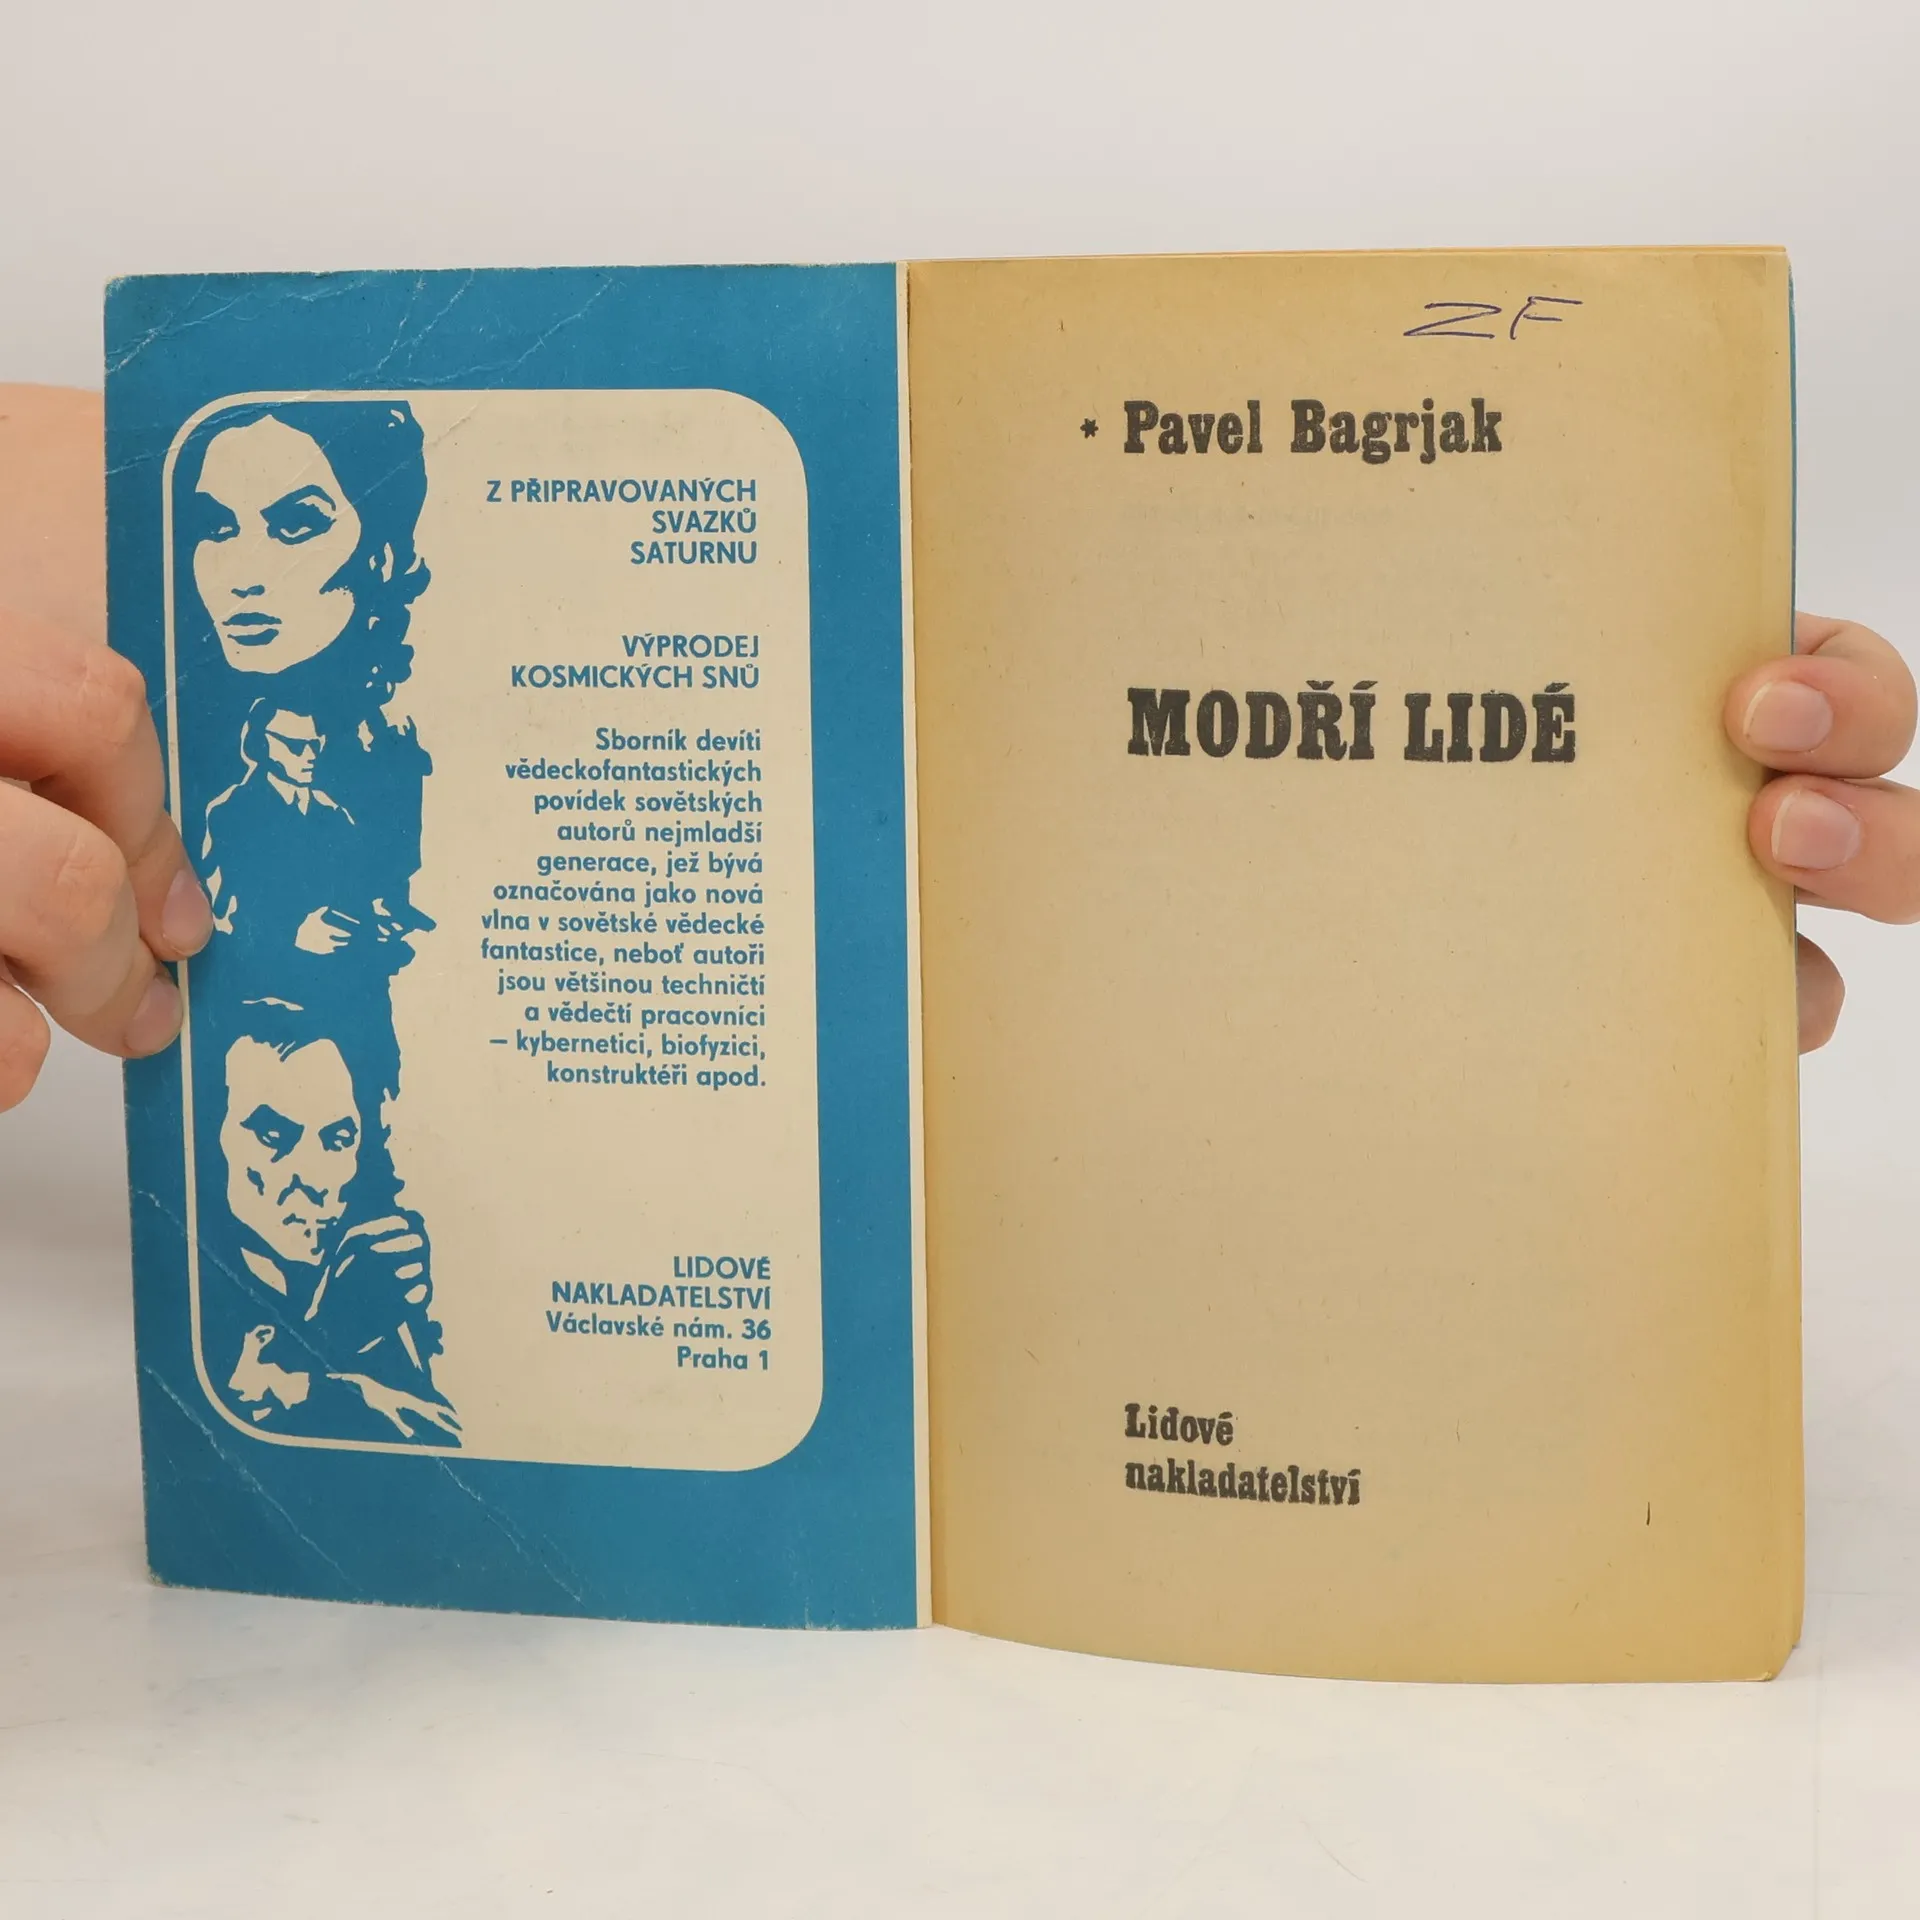 Z PŘIPRAVOVANÝCH
SVAZKŮ
SATURNU
VÝPRODEJ
KOSMICKÝCH SNŮ
Sborník devíti
vědeckofantastických
povídek sovětských
autorů nejmladší
generace, jež bývá
označována jako nová
vlna v sovětské vědecké
fantastice, neboť autoři
jsou většinou techničtí
a vědečtí pracovníci
– kybernetici, biofyzici,
konstruktéři apod.
LIDOVÉ
NAKLADATELSTVÍ
Václavské nám. 36
Praha 1
ZF
* Pavel Bagrjak
MODŘÍ LIDÉ
Lidové
nakladatelství